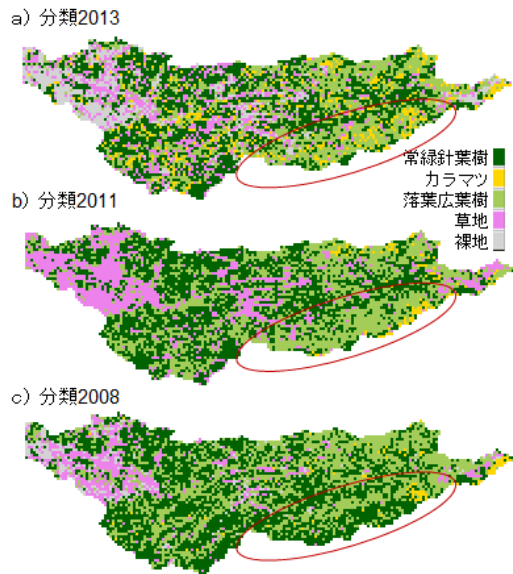 a) 分類2013
常緑針葉樹
カラマツ
落葉広葉樹
草地
裸地
b) 分類2011
c) 分類2008